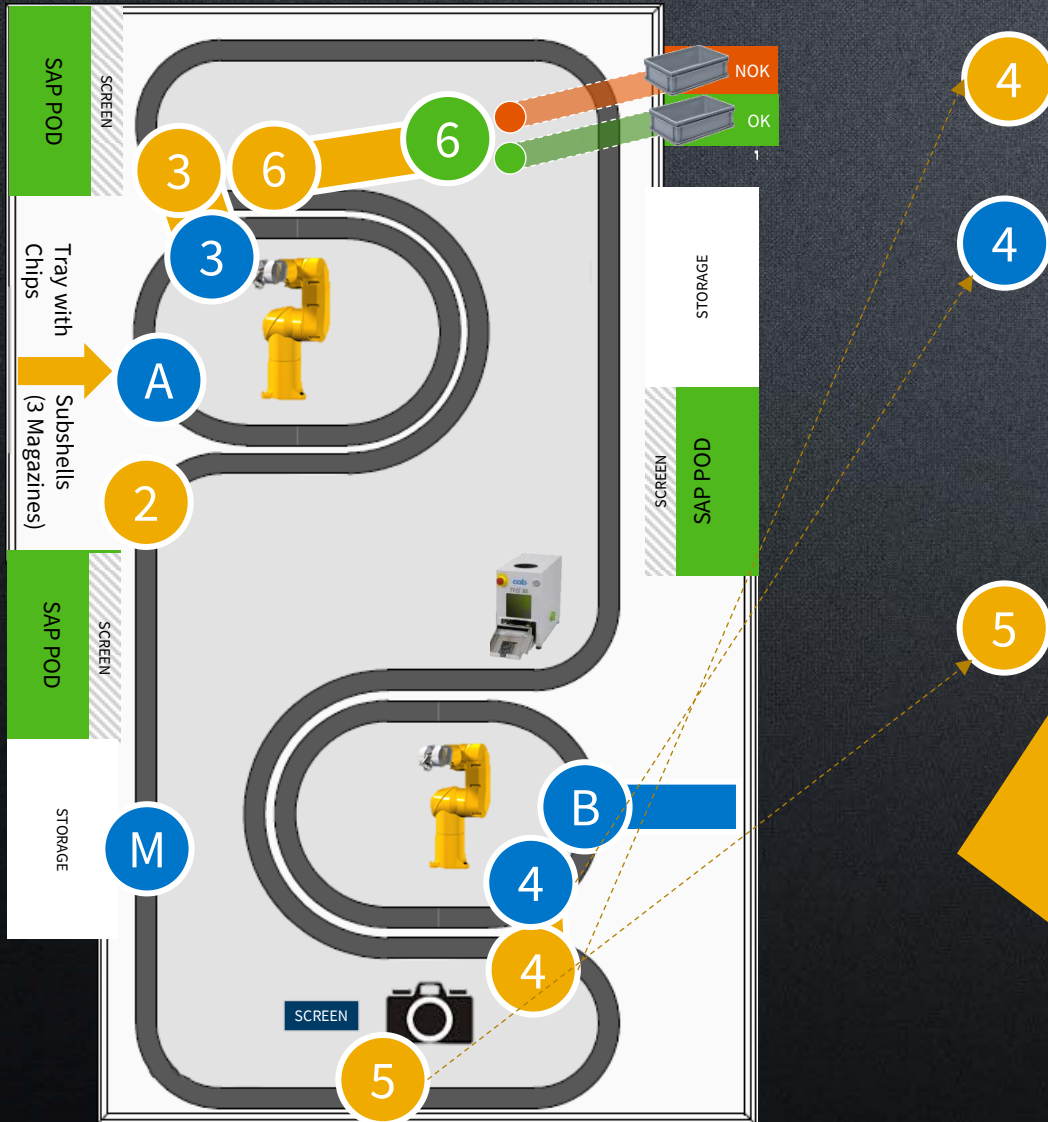 SAP POD
SCREEN
NOK
OK
1
4
3
6
6
3
4
Tray with
Chips
STORAGE
A
Subshells
(3 Magazines)
SCREEN
SAP POD
2
cab
5
SAP POD
SCREEN
STORAGE
M
B
4
4
SCREEN
5